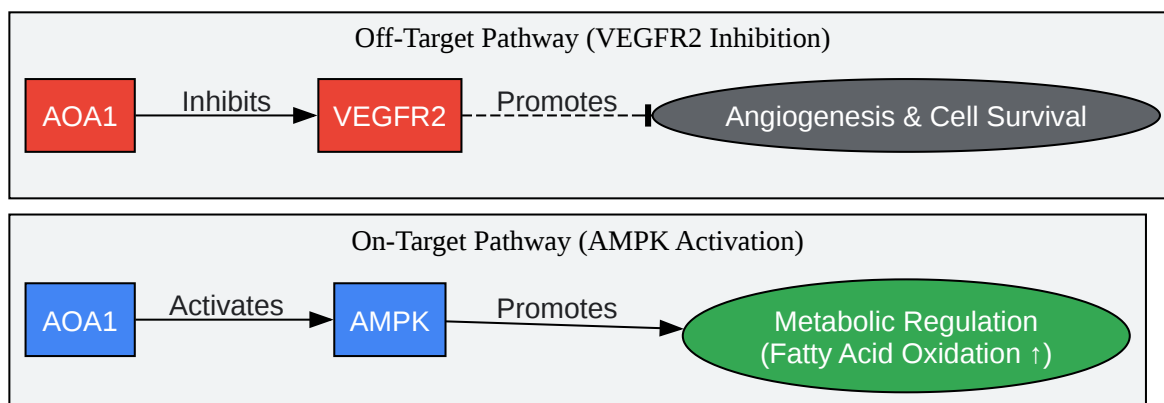 Off-Target Pathway (VEGFR2 Inhibition)
AOA1
Inhibits
VEGFR2
Promotes
Angiogenesis & Cell Survival
On-Target Pathway (AMPK Activation)
AOA1
Activates
AMPK
Promotes
Metabolic Regulation
(Fatty Acid Oxidation ↑)